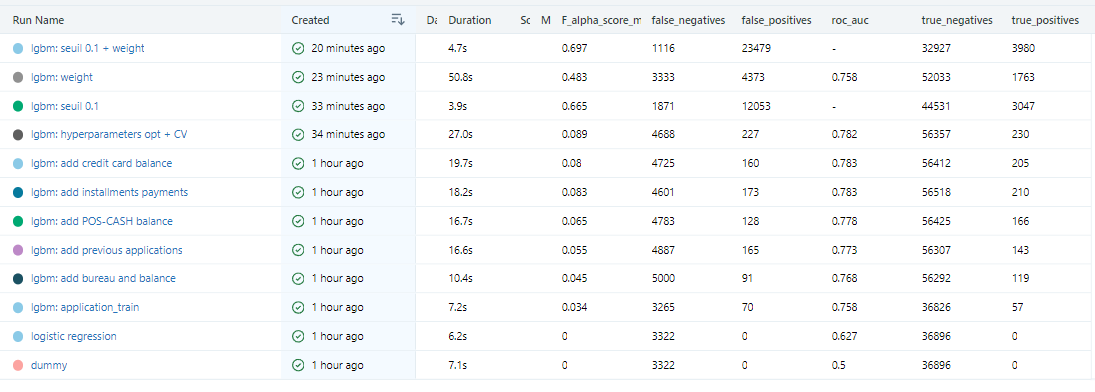 Run Name Created Da Duration Sc M F_alpha_score_m false_negatives false_positives roc_auc true_negatives true_positives
lgbm: seuil 0.1 + weight 20 minutes ago 4.7s 0.697 1116 23479 - 32927 3980
lgbm: weight 23 minutes ago 50.8s 0.483 3333 4373 0.758 52033 1763
lgbm: seuil 0.1 33 minutes ago 3.9s 0.665 1871 12053 - 44531 3047
lgbm: hyperparameters opt + CV 34 minutes ago 27.0s 0.089 4688 227 0.782 56357 230
lgbm: add credit card balance 1 hour ago 19.7s 0.08 4725 160 0.783 56412 205
lgbm: add installments payments 1 hour ago 18.2s 0.083 4601 173 0.783 56518 210
lgbm: add POS-CASH balance 1 hour ago 16.7s 0.065 4783 128 0.778 56425 166
lgbm: add previous applications 1 hour ago 16.6s 0.055 4887 165 0.773 56307 143
lgbm: add bureau and balance 1 hour ago 10.4s 0.045 5000 91 0.768 56292 119
lgbm: application_train 1 hour ago 7.2s 0.034 3265 70 0.758 36826 57
logistic regression 1 hour ago 6.2s 0 3322 0 0.627 36896 0
dummy 1 hour ago 7.1s 0 3322 0 0.5 36896 0